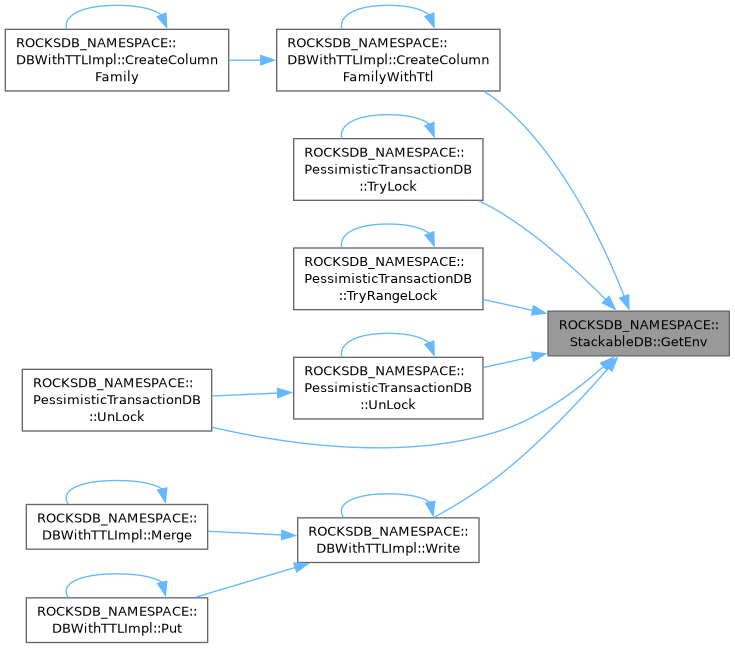 ROCKSDB_NAMESPACE::
DBWithTTLImpl::CreateColumn
Family
ROCKSDB_NAMESPACE::
DBWithTTLImpl::CreateColumn
FamilyWithTtl
ROCKSDB_NAMESPACE::
PessimisticTransactionDB
::TryLock
ROCKSDB_NAMESPACE::
PessimisticTransactionDB
::TryRangeLock
ROCKSDB_NAMESPACE::
StackableDB::GetEnv
ROCKSDB_NAMESPACE::
PessimisticTransactionDB
::UnLock
ROCKSDB_NAMESPACE::
PessimisticTransactionDB
::UnLock
ROCKSDB_NAMESPACE::
DBWithTTLImpl::Merge
ROCKSDB_NAMESPACE::
DBWithTTLImpl::Write
ROCKSDB_NAMESPACE::
DBWithTTLImpl::Put